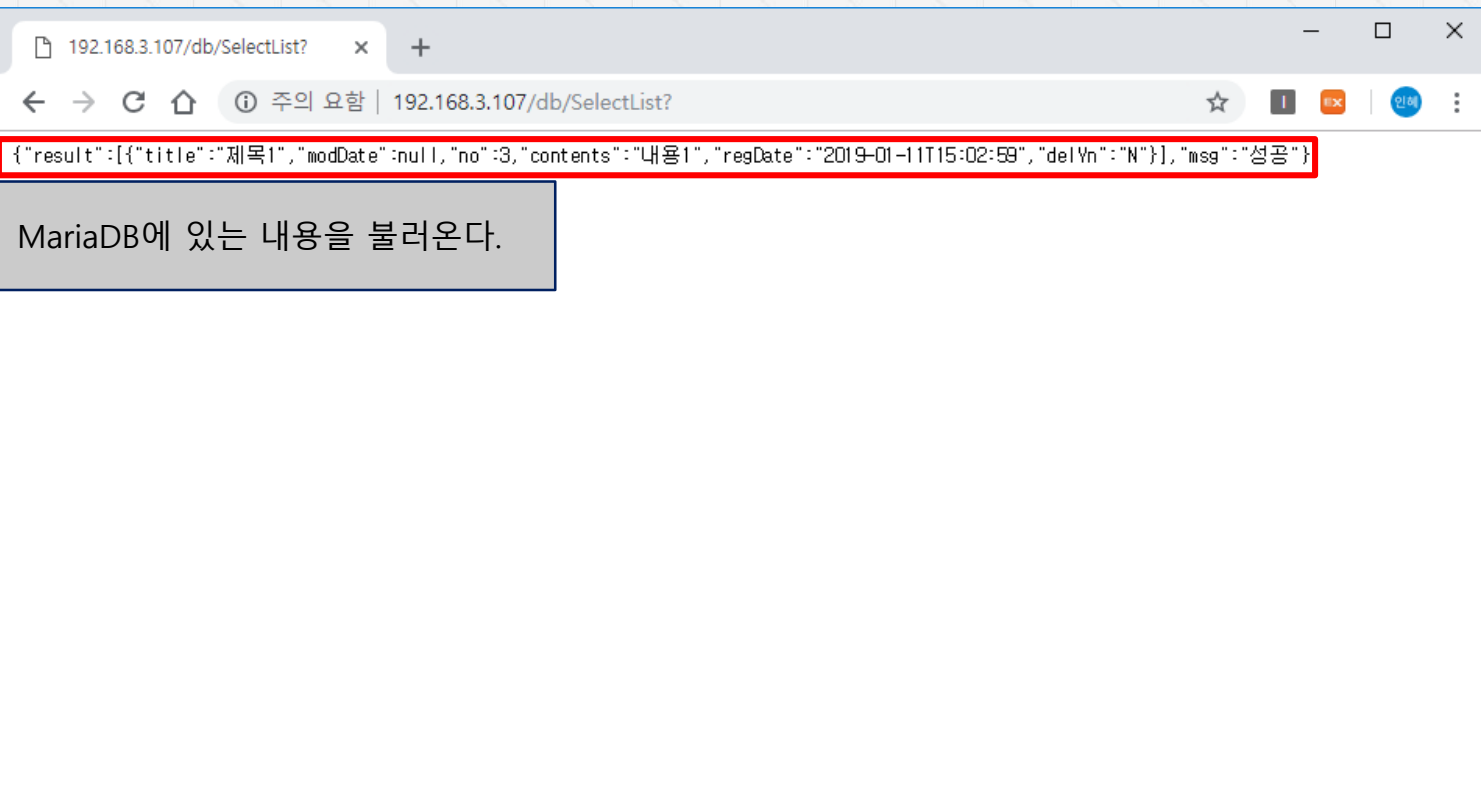 192.168.3.107/db/SelectList?
주의 요함 | 192.168.3.107/db/SelectList?
인혜
{"result":[{"title":"제목1","modDate":null,"no":3,"contents":"내용1","regDate":"2019-01-11T15:02:59","delYn":"N"}],"msg":"성공"}
MariaDB에 있는 내용을 불러온다.